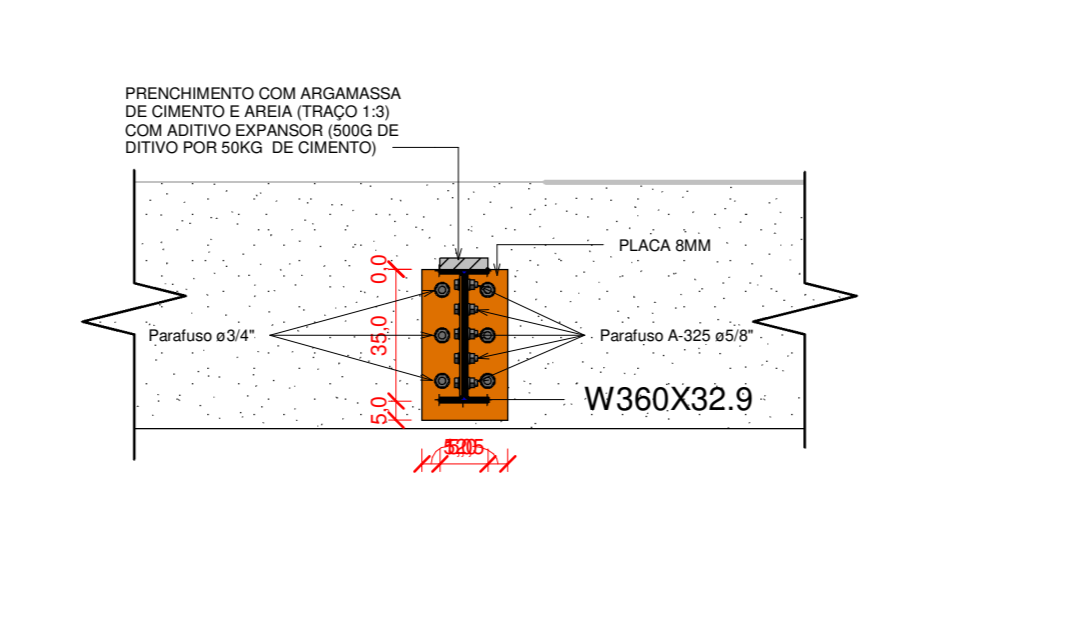 PRENCHIMENTO COM ARGAMASSA
DE CIMENTO E AREIA (TRAÇO 1:3)
COM ADITIVO EXPANSOR (500G DE
DITIVO POR 50KG DE CIMENTO)
PLACA 8MM
0,0
Parafuso ø3/4"
35,0
Parafuso A-325 ø5/8"
W360X32.9
5,0